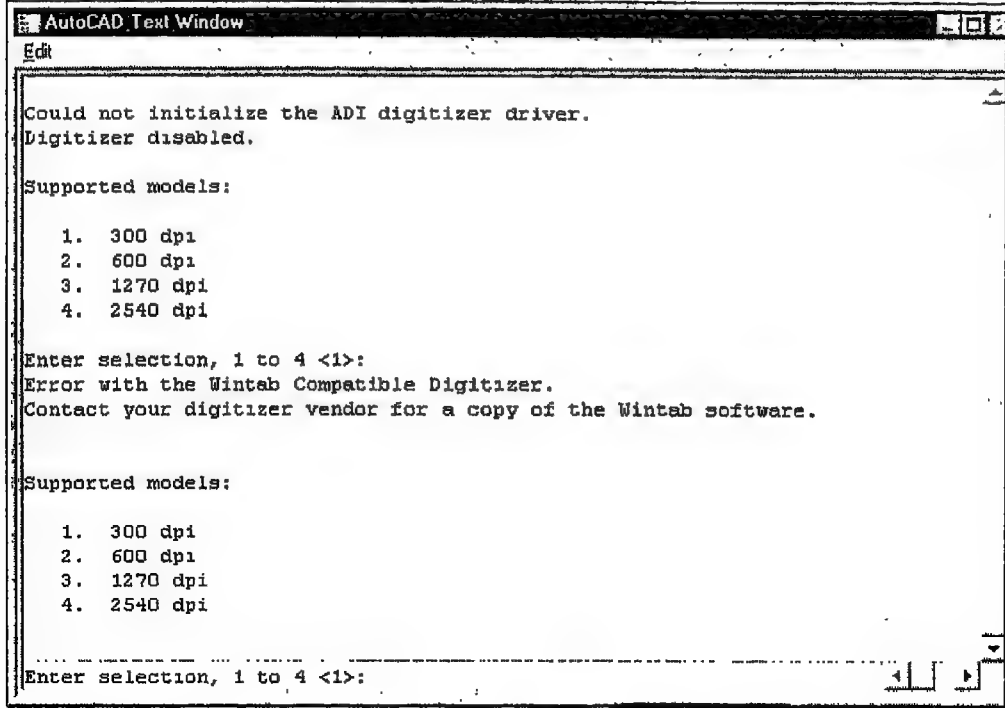 AutoCAD Text Window
Edit
Could not initialize the ADI digitizer driver.
Digitizer disabled.
Supported models:
1. 300 dpi
2. 600 dpi
3. 1270 dpi
4. 2540 dpi
Enter selection, 1 to 4 <1>:
Error with the Wintab Compatible Digitizer.
Contact your digitizer vendor for a copy of the Wintab software.
Supported models:
1. 300 dpi
2. 600 dpi
3. 1270 dpi
4. 2540 dpi
Enter selection, 1 to 4 <1>: